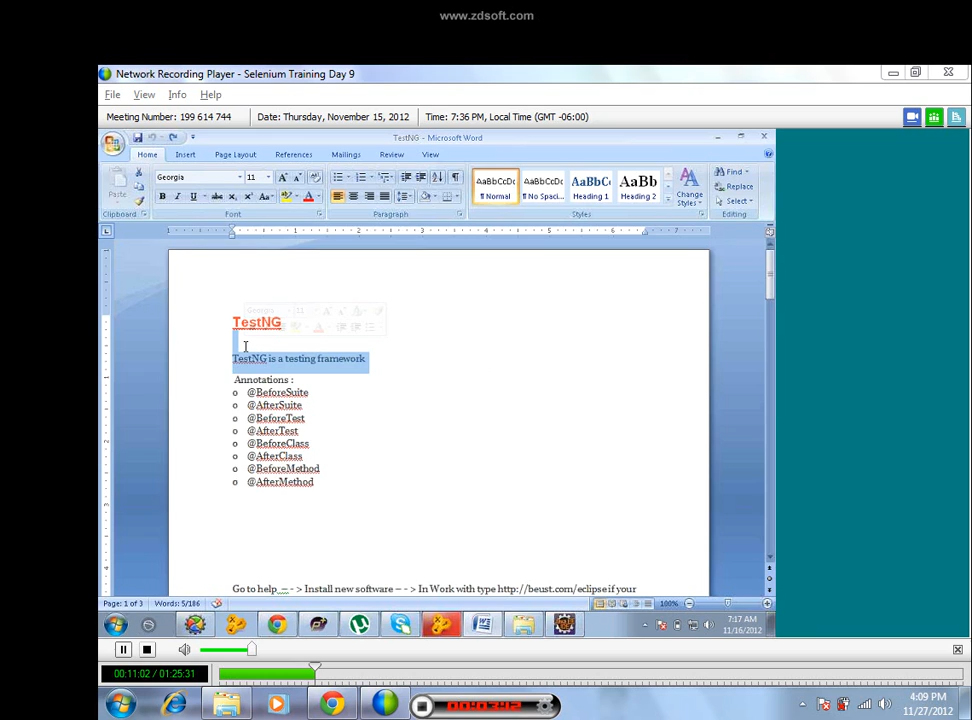 www.zdsoft.com
Network Recording Player - Selenium Training Day 9
File View Info Help
Meeting Number: 199 614 744 Date: Thursday, November 15, 2012 Time: 7:36 PM, Local Time (GMT -06:00)
TestNG - Microsoft Word
Home Insert Page Layout References Mailings Review View
Georgia 11
Paste
AaBbCcDc AaBbCcDc AaBbCc AaBb
¶ Normal ¶ No Spaci... Heading 1 Heading 2
Change Styles
Find
Replace
Select
Clipboard Font Paragraph Styles Editing
TestNG
TestNG is a testing framework
Annotations :
o @BeforeSuite
o @AfterSuite
o @BeforeTest
o @AfterTest
o @BeforeClass
o @AfterClass
o @BeforeMethod
o @AfterMethod
Go to help – - > Install new software – - > In Work with type http://beust.com/eclipse if your
Page: 1 of 3 Words: 5/186 100%
7:17 AM
11/16/2012
00:11:02 / 01:25:31
4:09 PM
11/27/2012